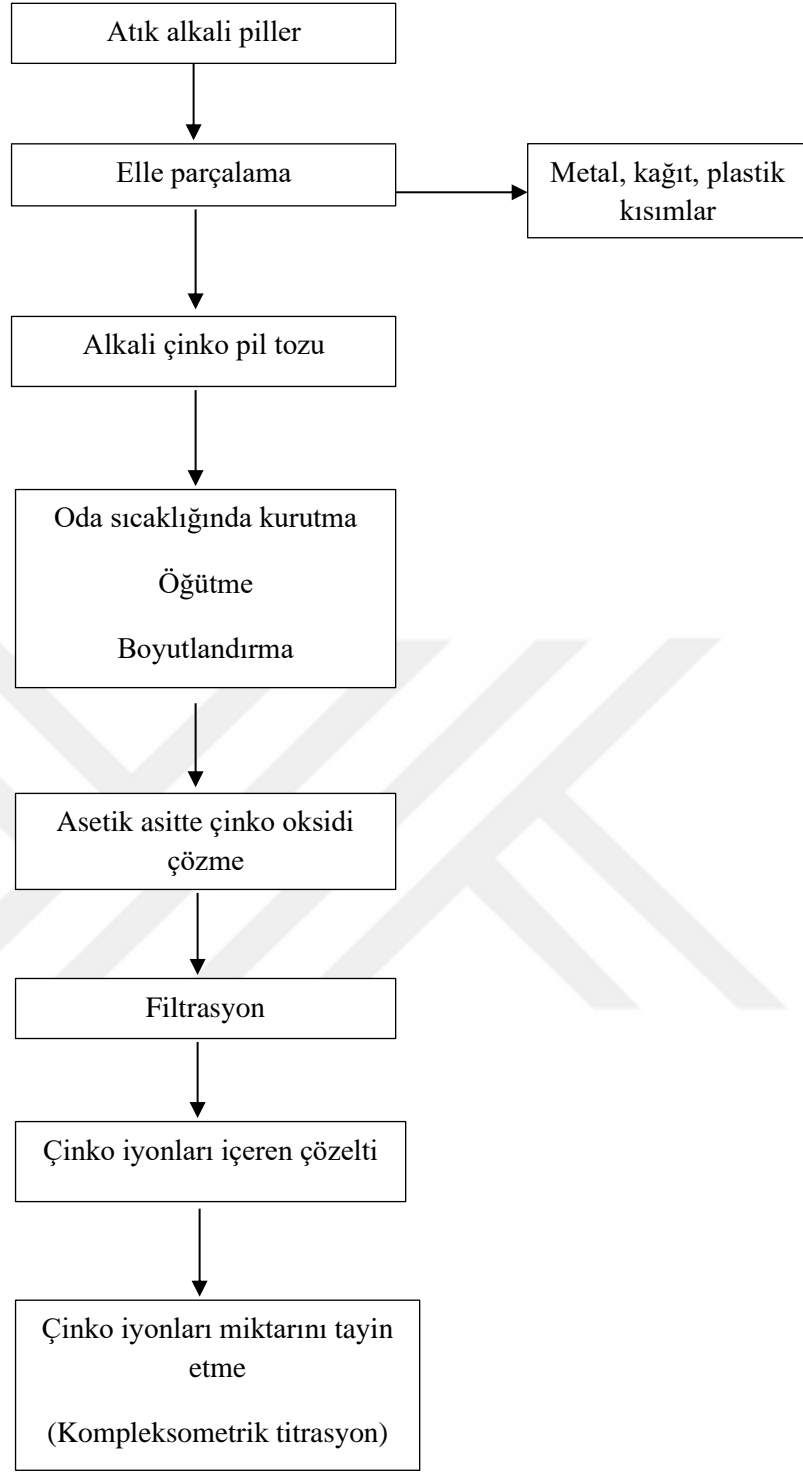 Atık alkali piller
Elle parçalama
Metal, kağıt, plastik
kısımlar
Alkali çinko pil tozu
Oda sıcaklığında kurutma
Öğütme
Boyutlandırma
Asetik asitte çinko oksidi
çözme
Filtrasyon
Çinko iyonları içeren çözelti
Çinko iyonları miktarını tayin
etme
(Kompleksometrik titrasyon)